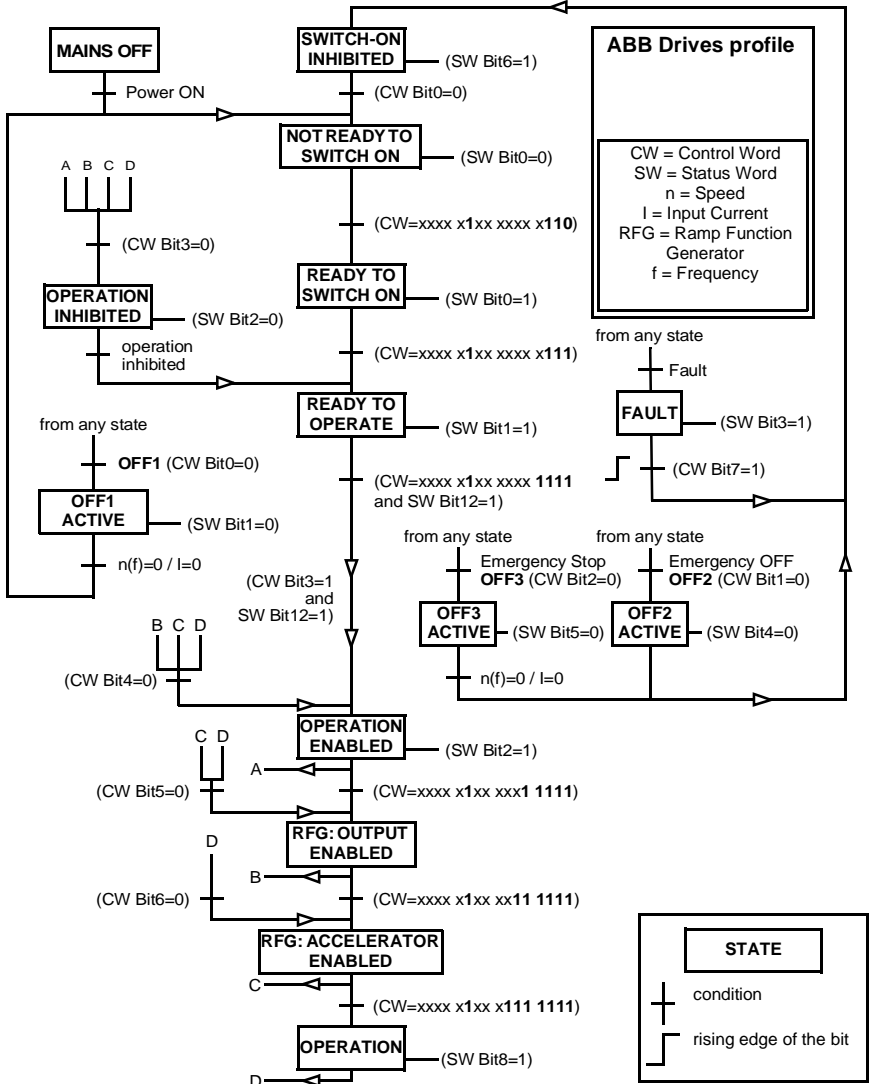 MAINS OFF
Power ON
SWITCH-ON
INHIBITED
(SW Bit6=1)
(CW Bit0=0)
NOT READY TO
SWITCH ON
(SW Bit0=0)
A B C D
(CW Bit3=0)
(CW=xxxx x1xx xxxx x110)
OPERATION
INHIBITED
(SW Bit2=0)
operation
inhibited
READY TO
SWITCH ON
(SW Bit0=1)
(CW=xxxx x1xx xxxx x111)
READY TO
OPERATE
(SW Bit1=1)
(CW=xxxx x1xx xxxx 1111
and SW Bit12=1)
from any state
OFF1 (CW Bit0=0)
OFF1
ACTIVE
(SW Bit1=0)
n(f)=0 / I=0
(CW Bit3=1
and
SW Bit12=1)
B C D
(CW Bit4=0)
OPERATION
ENABLED
(SW Bit2=1)
A
C D
(CW Bit5=0)
(CW=xxxx x1xx xxx1 1111)
RFG: OUTPUT
ENABLED
B
D
(CW Bit6=0)
(CW=xxxx x1xx xx11 1111)
RFG: ACCELERATOR
ENABLED
C
(CW=xxxx x1xx x111 1111)
OPERATION
(SW Bit8=1)
D
ABB Drives profile
CW = Control Word
SW = Status Word
n = Speed
I = Input Current
RFG = Ramp Function
Generator
f = Frequency
from any state
Fault
FAULT
(SW Bit3=1)
(CW Bit7=1)
from any state
Emergency Stop
OFF3 (CW Bit2=0)
OFF3
ACTIVE
(SW Bit5=0)
n(f)=0 / I=0
from any state
Emergency OFF
OFF2 (CW Bit1=0)
OFF2
ACTIVE
(SW Bit4=0)
STATE
condition
rising edge of the bit